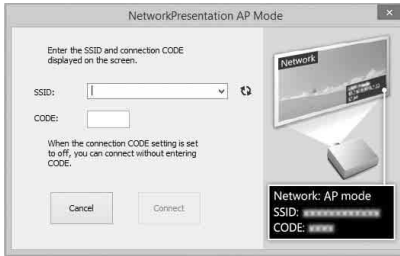 NetworkPresentation AP Mode
Enter the SSID and connection CODE
displayed on the screen.
SSID:
CODE:
When the connection CODE setting is set
to off, you can connect without entering
CODE.
Cancel
Connect
Network
Network: AP mode
SSID:
CODE: